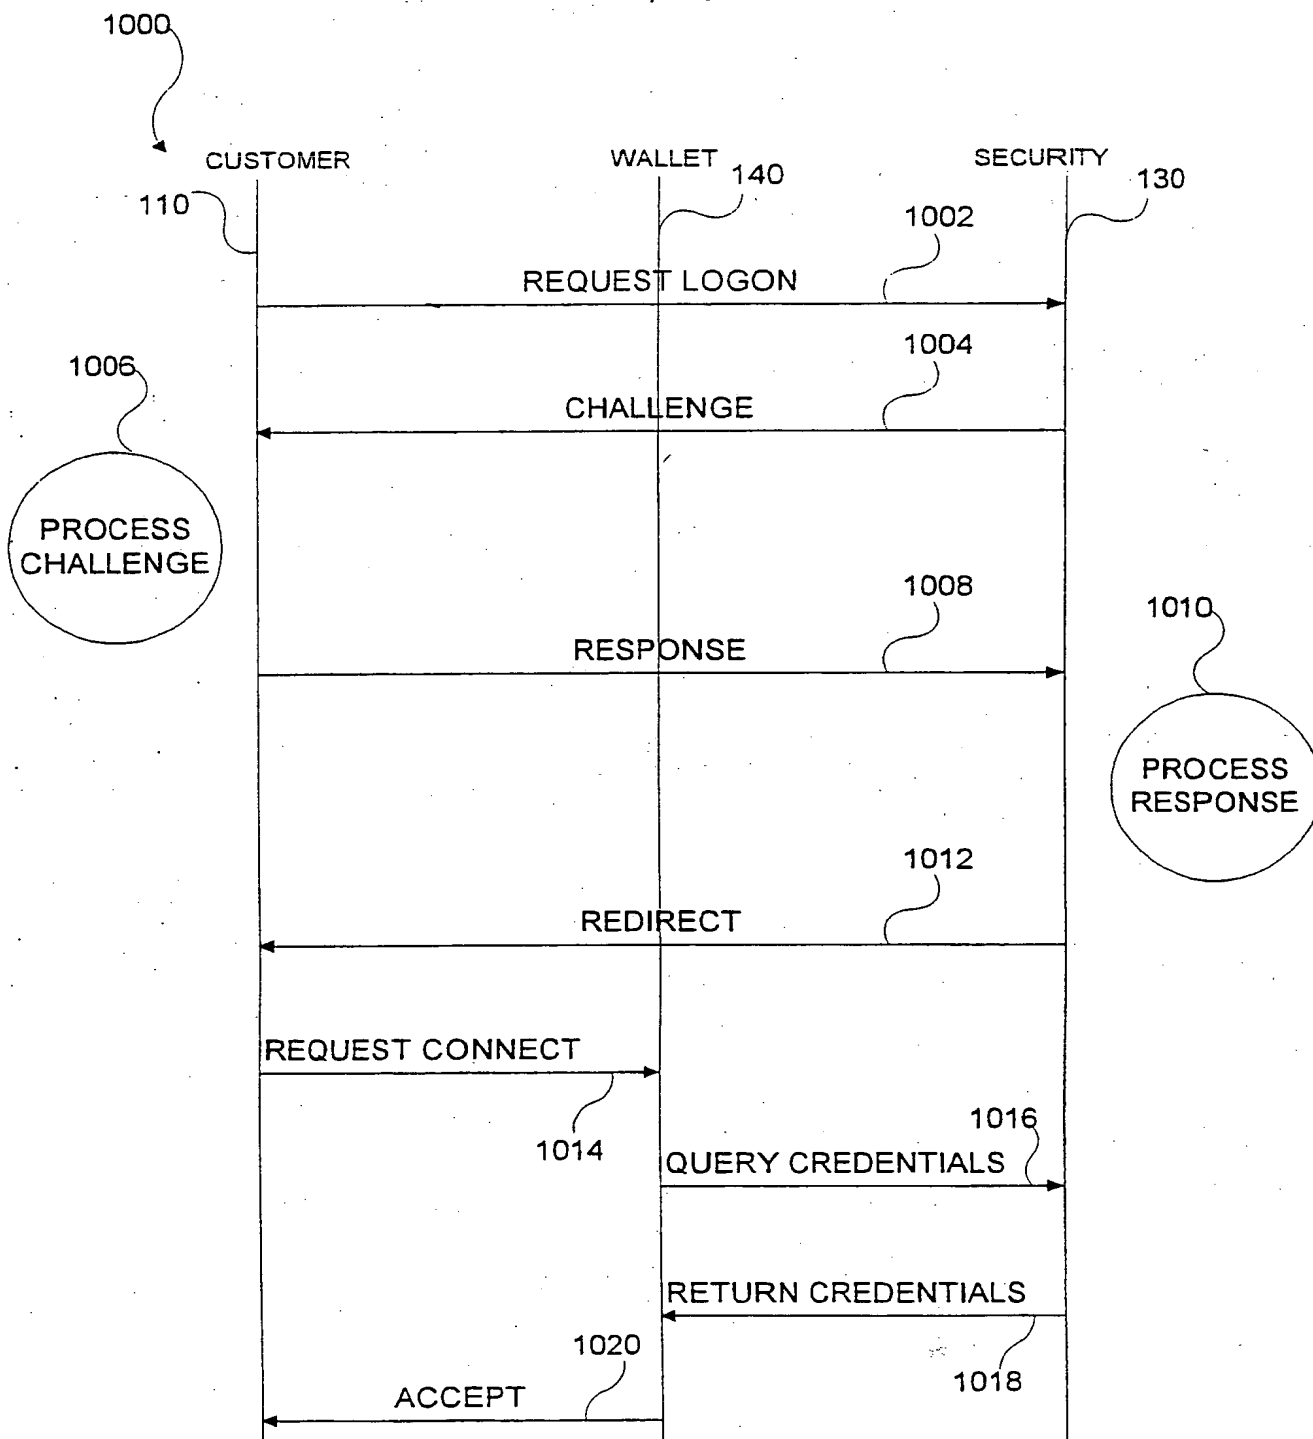 1000
CUSTOMER
WALLET
SECURITY
110
140
130
1002
REQUEST LOGON
1004
CHALLENGE
1006
PROCESS
CHALLENGE
1008
RESPONSE
1010
PROCESS
RESPONSE
1012
REDIRECT
REQUEST CONNECT
1014
1016
QUERY CREDENTIALS
RETURN CREDENTIALS
1018
1020
ACCEPT